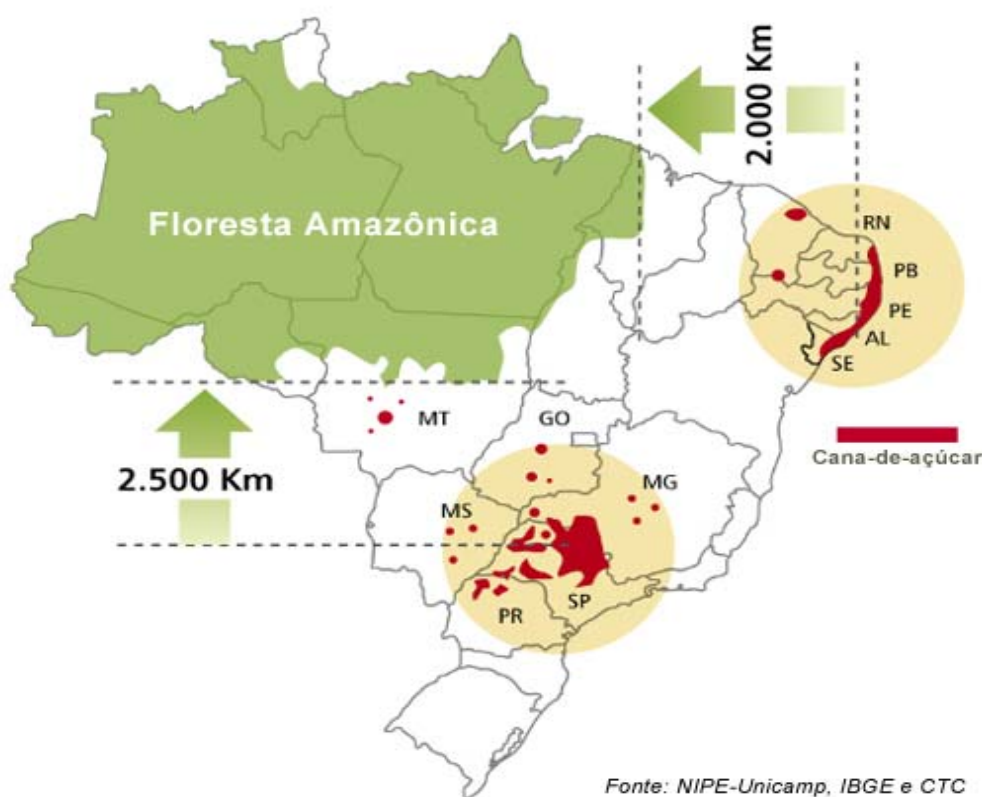 2.000 Km
Floresta Amazônica
RN
PB
PE
AL
SE
Cana-de-açúcar
MT
GO
2.500 Km
MS
MG
SP
PR
Fonte: NIPE-Unicamp, IBGE e CTC